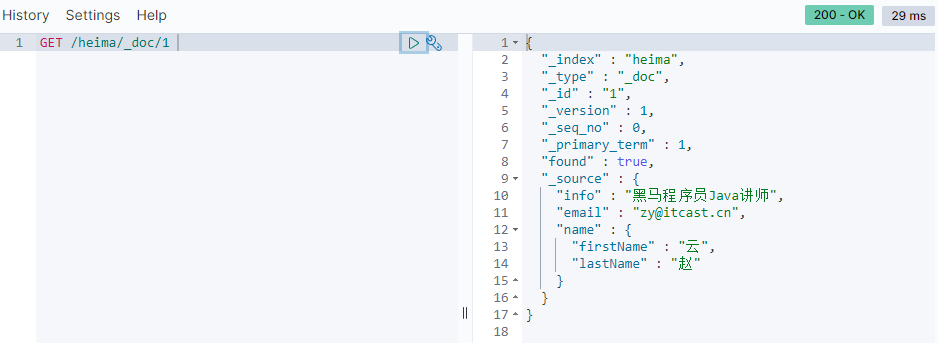 History Settings Help 200 - OK 29 ms
1 GET /heima/_doc/1
1 {
2 "_index" : "heima",
3 "_type" : "_doc",
4 "_id" : "1",
5 "_version" : 1,
6 "_seq_no" : 0,
7 "_primary_term" : 1,
8 "found" : true,
9 "_source" : {
10 "info" : "黑马程序员Java讲师",
11 "email" : "zy@itcast.cn",
12 "name" : {
13 "firstName" : "云",
14 "lastName" : "赵"
15 }
16 }
17 }
18